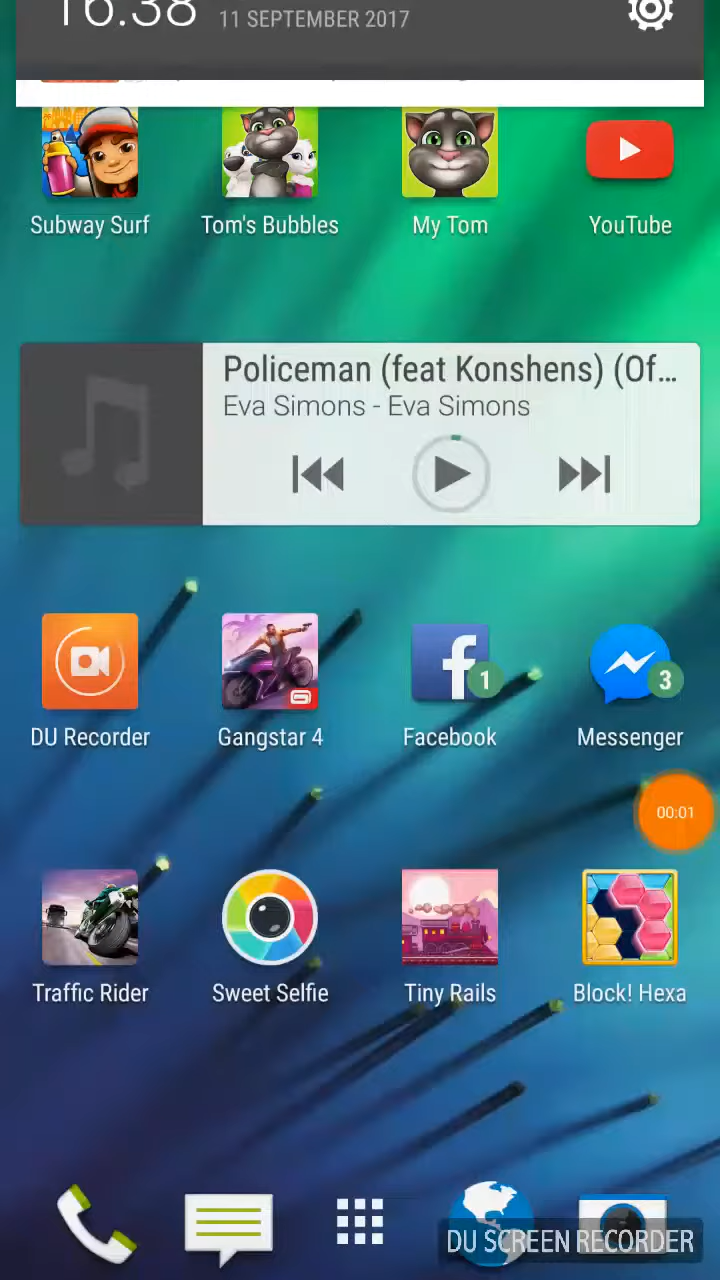 16.38 11 SEPTEMBER 2017
Subway Surf Tom's Bubbles My Tom YouTube
Policeman (feat Konshens) (Of...
Eva Simons - Eva Simons
1 3
DU Recorder Gangstar 4 Facebook Messenger
00:01
Traffic Rider Sweet Selfie Tiny Rails Block! Hexa
DU SCREEN RECORDER